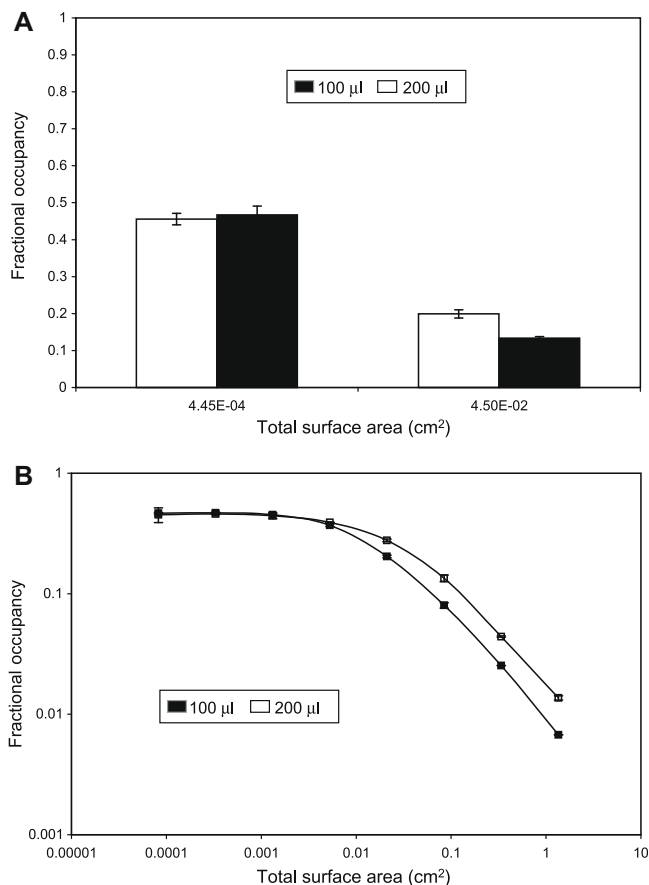 A
1
0.9
0.8
0.7
0.6
0.5
0.4
0.3
0.2
0.1
0
Fractional occupancy
100 µl 200 µl
4.45E-04 4.50E-02
Total surface area (cm²)
B
1
0.1
0.01
0.001
Fractional occupancy
100 µl 200 µl
0.00001 0.0001 0.001 0.01 0.1 1 10
Total surface area (cm²)